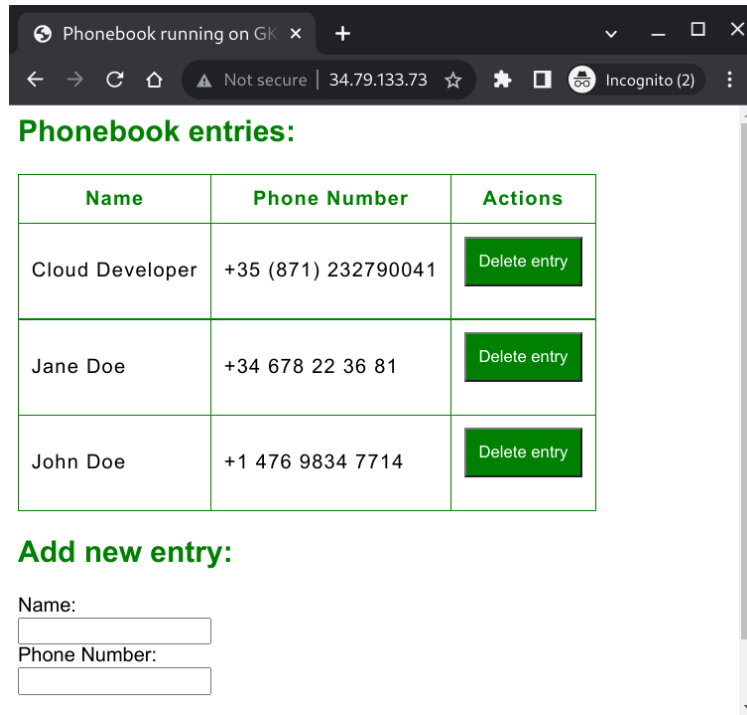 Phonebook running on GK
Not secure | 34.79.133.73 Incognito (2)
Phonebook entries:
Name Phone Number Actions
Cloud Developer +35 (871) 232790041 Delete entry
Jane Doe +34 678 22 36 81 Delete entry
John Doe +1 476 9834 7714 Delete entry
Add new entry:
Name:
Phone Number: